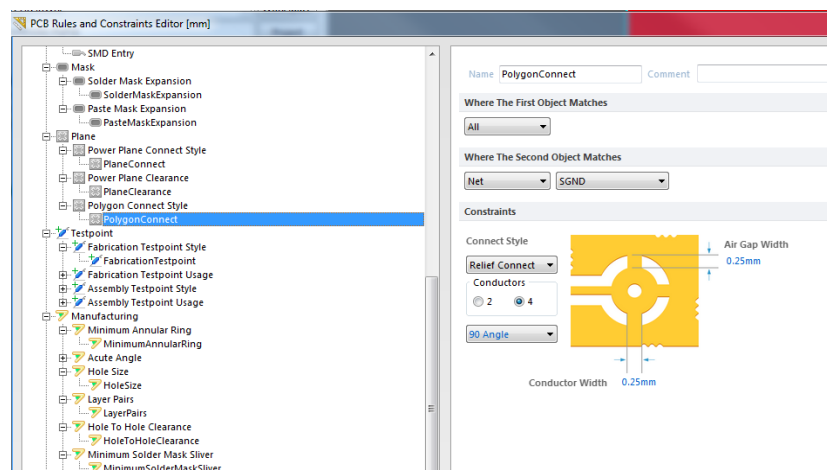 PCB Rules and Constraints Editor [mm]
SMD Entry
Mask
Solder Mask Expansion
SolderMaskExpansion
Paste Mask Expansion
PasteMaskExpansion
Plane
Power Plane Connect Style
PlaneConnect
Power Plane Clearance
PlaneClearance
Polygon Connect Style
PolygonConnect
Testpoint
Fabrication Testpoint Style
FabricationTestpoint
Fabrication Testpoint Usage
Assembly Testpoint Style
Assembly Testpoint Usage
Manufacturing
Minimum Annular Ring
MinimumAnnularRing
Acute Angle
Hole Size
HoleSize
Layer Pairs
LayerPairs
Hole To Hole Clearance
HoleToHoleClearance
Minimum Solder Mask Sliver
MinimumSolderMaskSliver
Name PolygonConnect Comment
Where The First Object Matches
All
Where The Second Object Matches
Net SGND
Constraints
Connect Style
Relief Connect
Conductors
2 4
90 Angle
Air Gap Width
0.25mm
Conductor Width 0.25mm